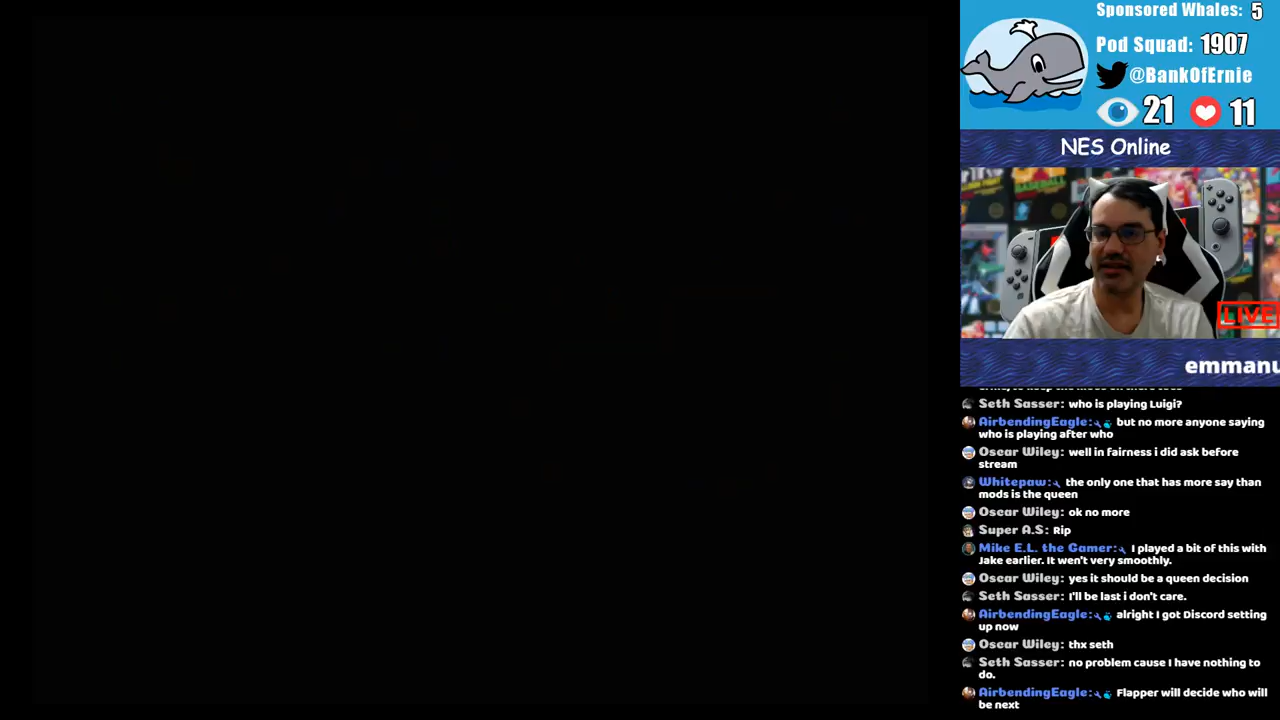 Sponsored Whales: 5
Pod Squad: 1907
@BankOfErnie
21 11
NES Online
BASEBALL
LIVE
emmanu
Seth Sasser: who is playing Luigi?
AirbendingEagle: but no more anyone saying
who is playing after who
Oscar Wiley: well in fairness i did ask before
stream
Whitepaw: the only one that has more say than
mods is the queen
Oscar Wiley: ok no more
Super A.S: Rip
Mike E.L. the Gamer: I played a bit of this with
Jake earlier. It wen't very smoothly.
Oscar Wiley: yes it should be a queen decision
Seth Sasser: I'll be last i don't care.
AirbendingEagle: alright I got Discord setting
up now
Oscar Wiley: thx seth
Seth Sasser: no problem cause I have nothing to
do.
AirbendingEagle: Flapper will decide who will
be next